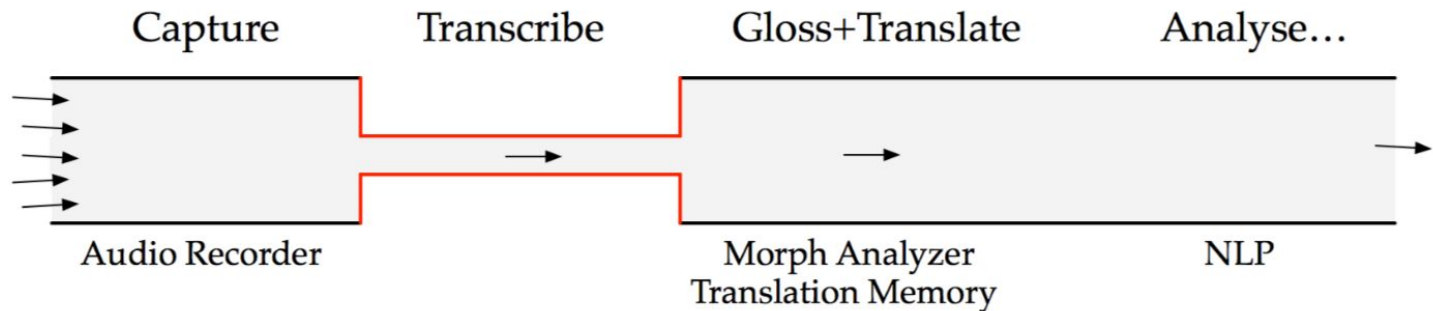 Capture Transcribe Gloss+Translate Analyse…
Audio Recorder Morph Analyzer NLP
Translation Memory